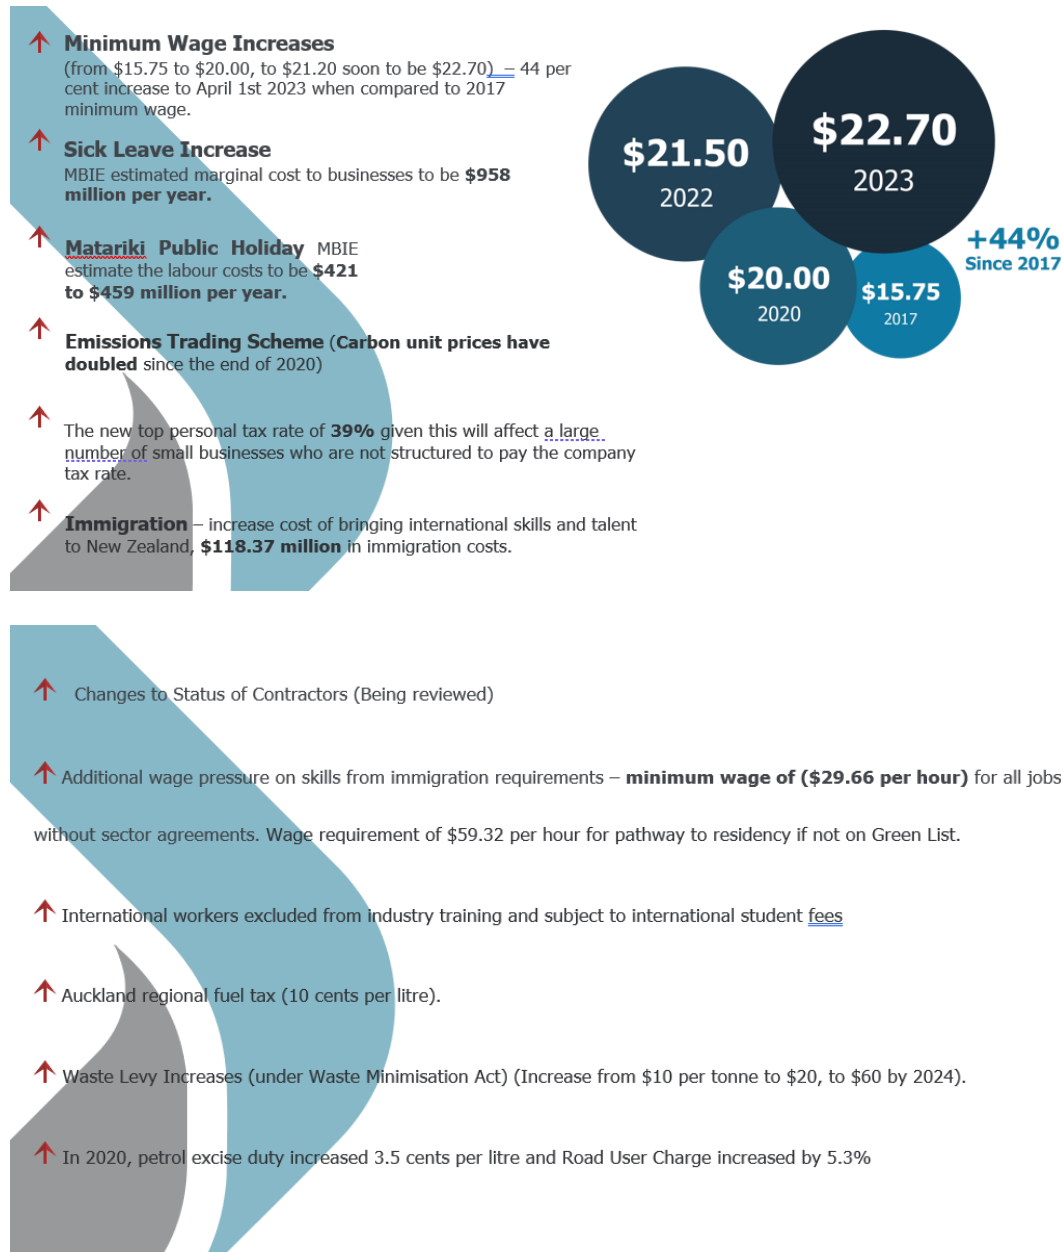 Minimum Wage Increases
(from $15.75 to $20.00, to $21.20 soon to be $22.70) – 44 per
cent increase to April 1st 2023 when compared to 2017
minimum wage.
Sick Leave Increase
MBIE estimated marginal cost to businesses to be $958
million per year.
Matariki Public Holiday MBIE
estimate the labour costs to be $421
to $459 million per year.
Emissions Trading Scheme (Carbon unit prices have
doubled since the end of 2020)
The new top personal tax rate of 39% given this will affect a large
number of small businesses who are not structured to pay the company
tax rate.
Immigration – increase cost of bringing international skills and talent
to New Zealand, $118.37 million in immigration costs.
$21.50
2022
$22.70
2023
$20.00
2020
$15.75
2017
+44%
Since 2017
Changes to Status of Contractors (Being reviewed)
Additional wage pressure on skills from immigration requirements – minimum wage of ($29.66 per hour) for all jobs
without sector agreements. Wage requirement of $59.32 per hour for pathway to residency if not on Green List.
International workers excluded from industry training and subject to international student fees
Auckland regional fuel tax (10 cents per litre).
Waste Levy Increases (under Waste Minimisation Act) (Increase from $10 per tonne to $20, to $60 by 2024).
In 2020, petrol excise duty increased 3.5 cents per litre and Road User Charge increased by 5.3%